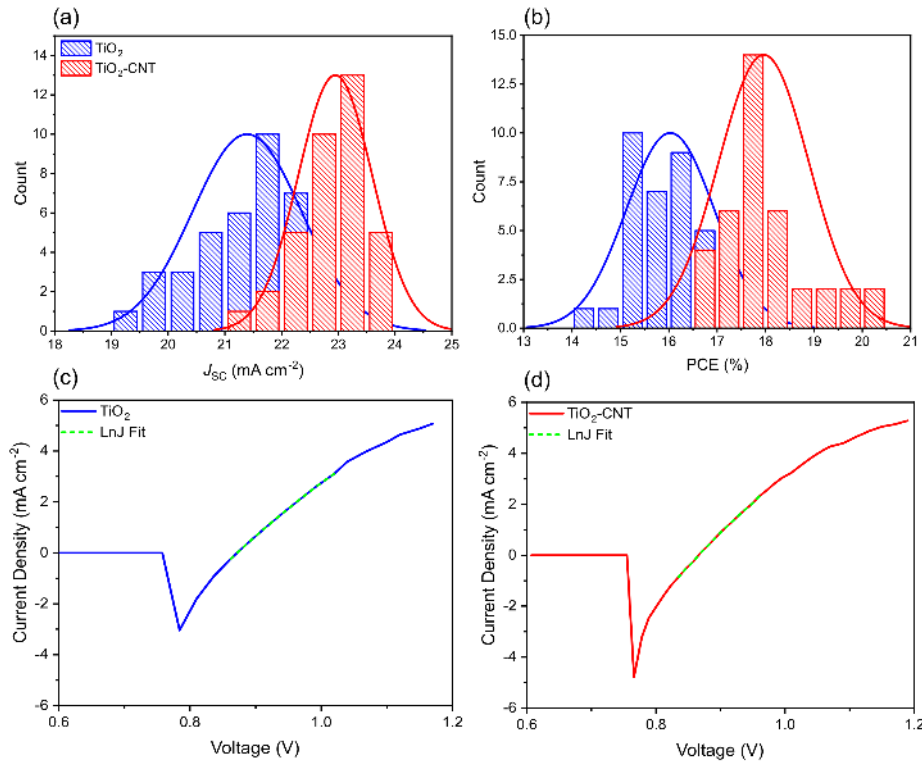 (a)
TiO₂
TiO₂-CNT
14
12
10
8
6
4
2
0
Count
18 19 20 21 22 23 24 25
J_SC (mA cm⁻²)
(b)
15.0
12.5
10.0
7.5
5.0
2.5
0.0
Count
13 14 15 16 17 18 19 20 21
PCE (%)
(c)
TiO₂
LnJ Fit
6
4
2
0
-2
-4
-6
Current Density (mA cm⁻²)
0.6 0.8 1.0 1.2
Voltage (V)
(d)
TiO₂-CNT
LnJ Fit
6
4
2
0
-2
-4
-6
Current Density (mA cm⁻²)
0.6 0.8 1.0 1.2
Voltage (V)